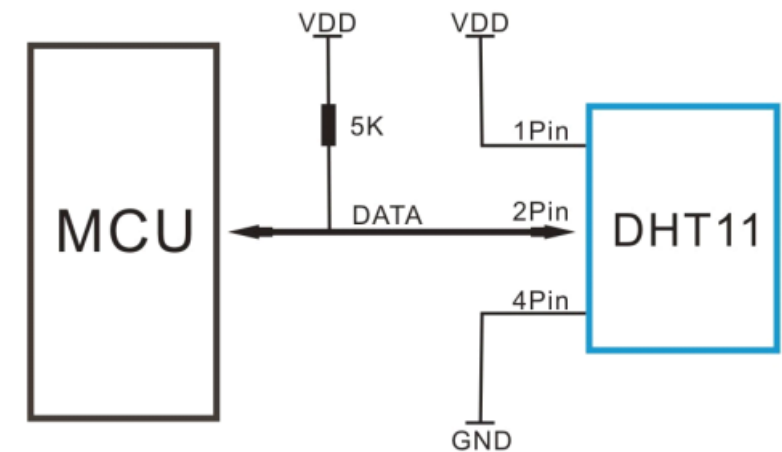 VDD
VDD
5K
1Pin
DATA
2Pin
MCU
DHT11
4Pin
GND